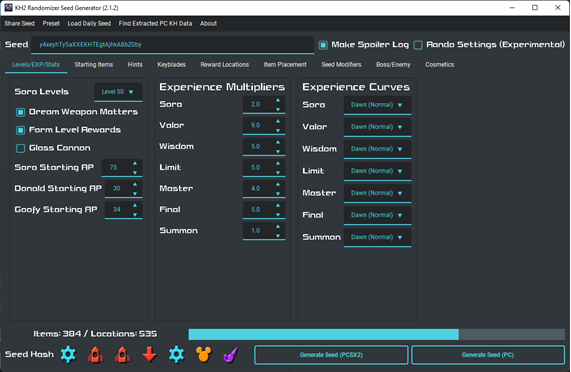 KH2 Randomizer Seed Generator (2.1.2)
Share Seed Preset Load Daily Seed Find Extracted PC KH Data About
Seed y4xeyhTy5aXXEKHTEgtAjhkA8bZ0by Make Spoiler Log Rando Settings (Experimental)
Levels/EXP/Stats Starting Items Hints Keyblades Reward Locations Item Placement Seed Modifiers Boss/Enemy Cosmetics
Sora Levels Level 50
Dream Weapon Matters
Form Level Rewards
Glass Cannon
Sora Starting AP 75
Donald Starting AP 30
Goofy Starting AP 34
Experience Multipliers
Sora 2.0
Valor 9.0
Wisdom 5.0
Limit 5.0
Master 4.0
Final 5.0
Summon 1.0
Experience Curves
Sora Dawn (Normal)
Valor Dawn (Normal)
Wisdom Dawn (Normal)
Limit Dawn (Normal)
Master Dawn (Normal)
Final Dawn (Normal)
Summon Dawn (Normal)
Items: 384 / Locations: 535
Seed Hash Generate Seed (PCSX2) Generate Seed (PC)